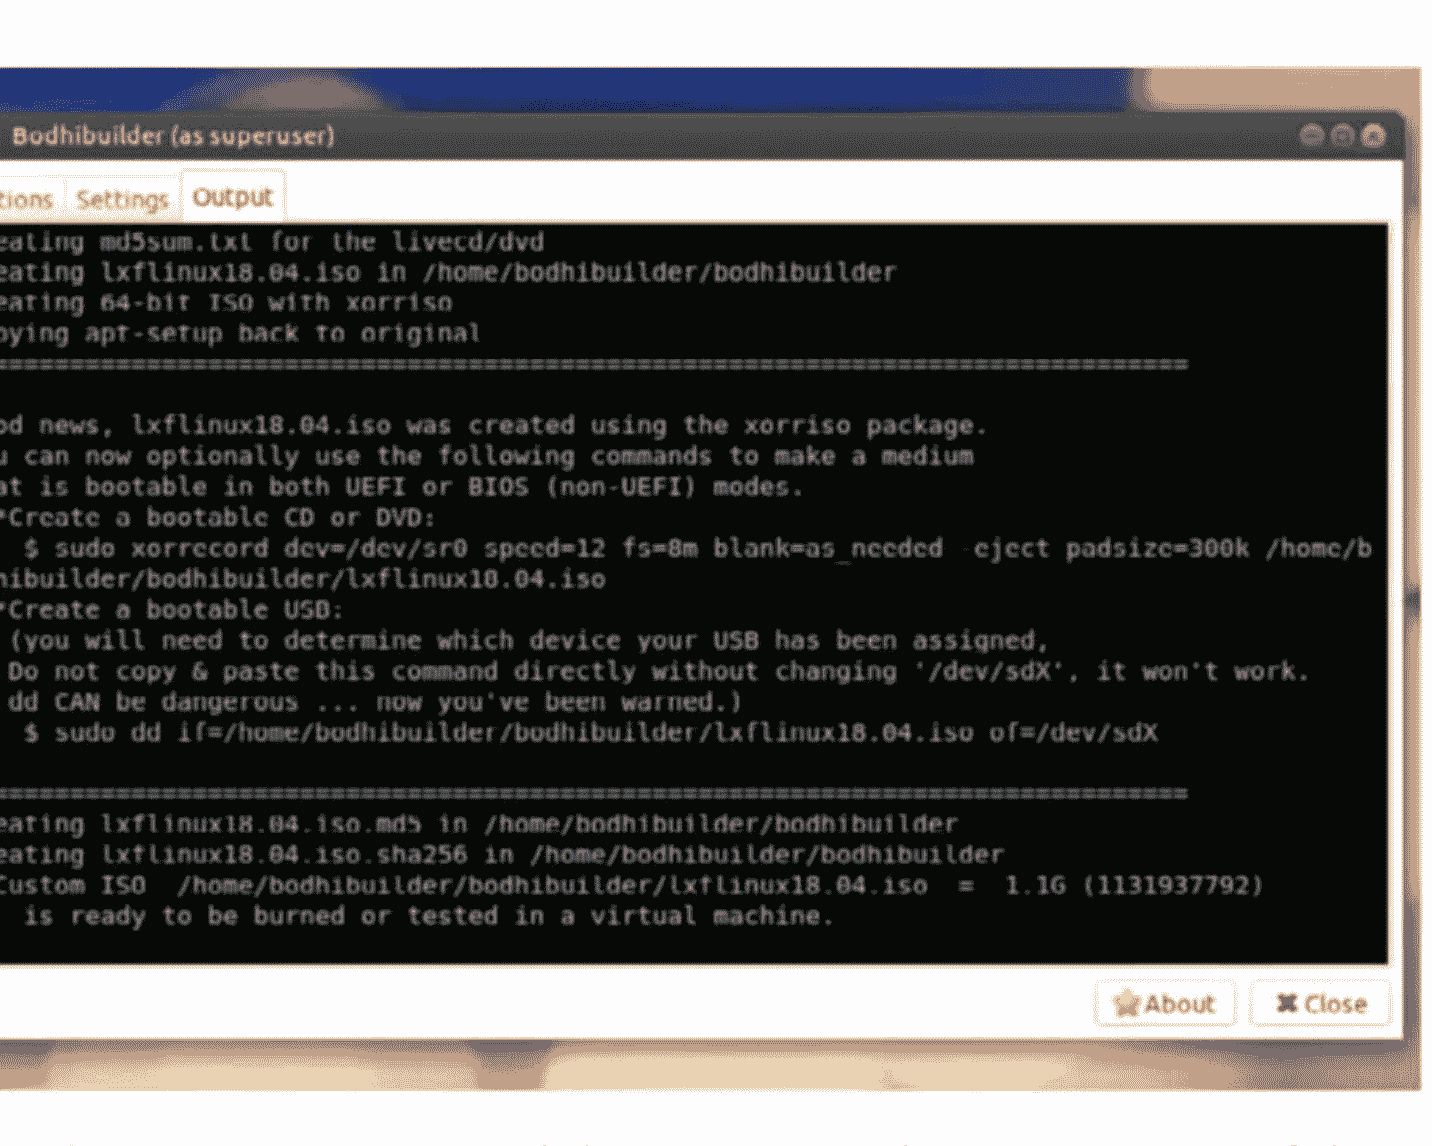 Bodhibuilder (as superuser)
tions Settings Output
eating md5sum.txt for the livecd/dvd
eating lxflinux18.04.iso in /home/bodhibuilder/bodhibuilder
eating 64-bit ISO with xorriso
pying apt-setup back to original
==============================================================================
od news, lxflinux18.04.iso was created using the xorriso package.
u can now optionally use the following commands to make a medium
at is bootable in both UEFI or BIOS (non-UEFI) modes.
*Create a bootable CD or DVD:
$ sudo xorrecord dev=/dev/sr0 speed=12 fs=8m blank=as_needed -eject padsize=300k /home/b
hibuilder/bodhibuilder/lxflinux18.04.iso
*Create a bootable USB:
(you will need to determine which device your USB has been assigned,
Do not copy & paste this command directly without changing '/dev/sdX', it won't work.
dd CAN be dangerous ... now you've been warned.)
$ sudo dd if=/home/bodhibuilder/bodhibuilder/lxflinux18.04.iso of=/dev/sdX
==============================================================================
eating lxflinux18.04.iso.md5 in /home/bodhibuilder/bodhibuilder
eating lxflinux18.04.iso.sha256 in /home/bodhibuilder/bodhibuilder
Custom ISO /home/bodhibuilder/bodhibuilder/lxflinux18.04.iso = 1.1G (1131937792)
is ready to be burned or tested in a virtual machine.
About Close